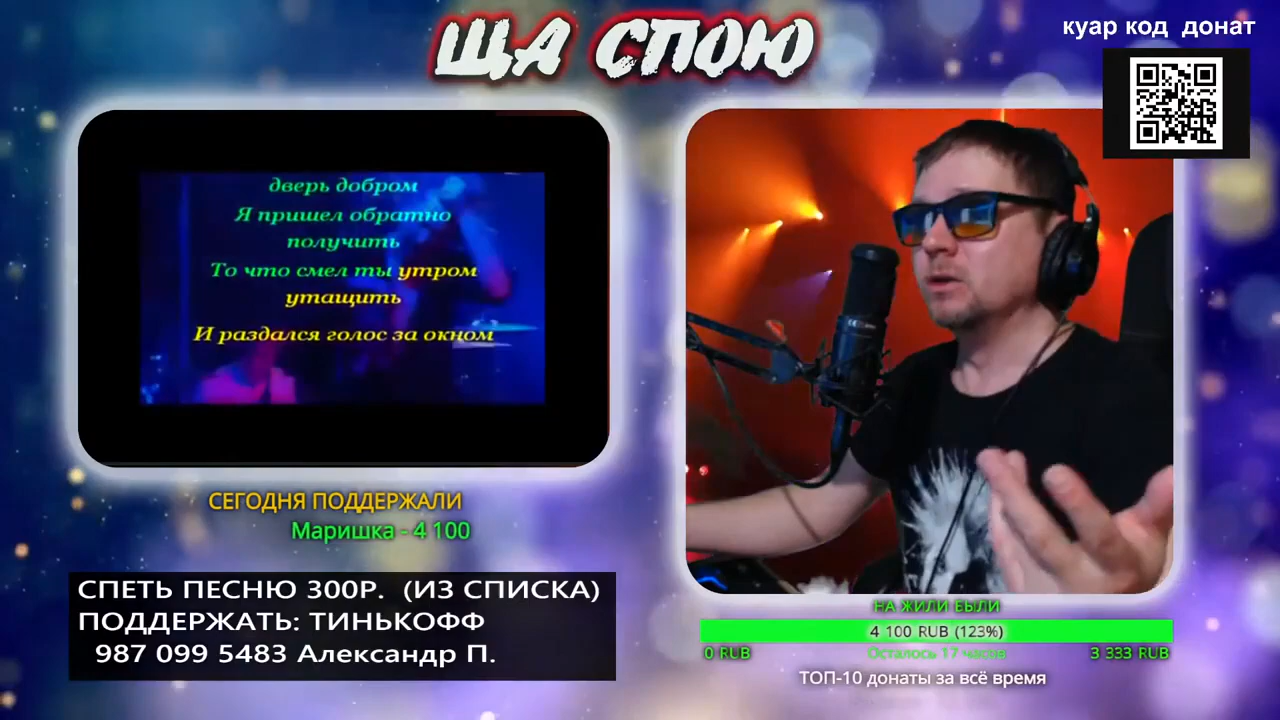 ЩА СПОЮ
куар код донат
дверь добром
Я пришел обратно
получить
То что смел ты утром
утащить
И раздался голос за окном
СЕГОДНЯ ПОДДЕРЖАЛИ
Маришка - 4 100
СПЕТЬ ПЕСНЮ 300Р. (ИЗ СПИСКА)
ПОДДЕРЖАТЬ: ТИНЬКОФФ
987 099 5483 Александр П.
НА ЖИЛИ БЫЛИ
4 100 RUB (123%)
0 RUB
Осталось 17 часов
3 333 RUB
ТОП-10 донаты за всё время